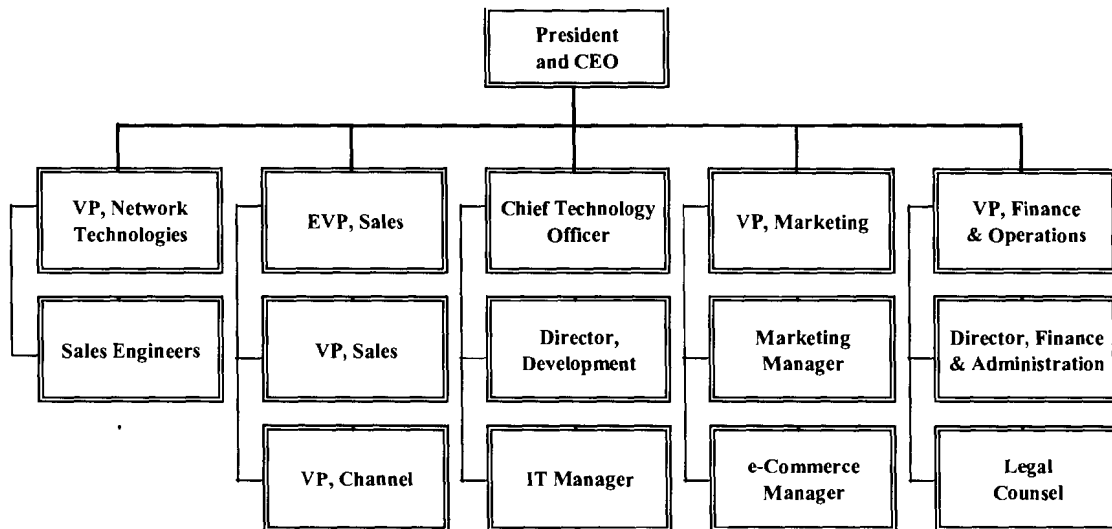 President
and CEO
VP, Network
Technologies
EVP, Sales
Chief Technology
Officer
VP, Marketing
VP, Finance
& Operations
Sales Engineers
VP, Sales
Director,
Development
Marketing
Manager
Director, Finance
& Administration
VP, Channel
IT Manager
e-Commerce
Manager
Legal
Counsel